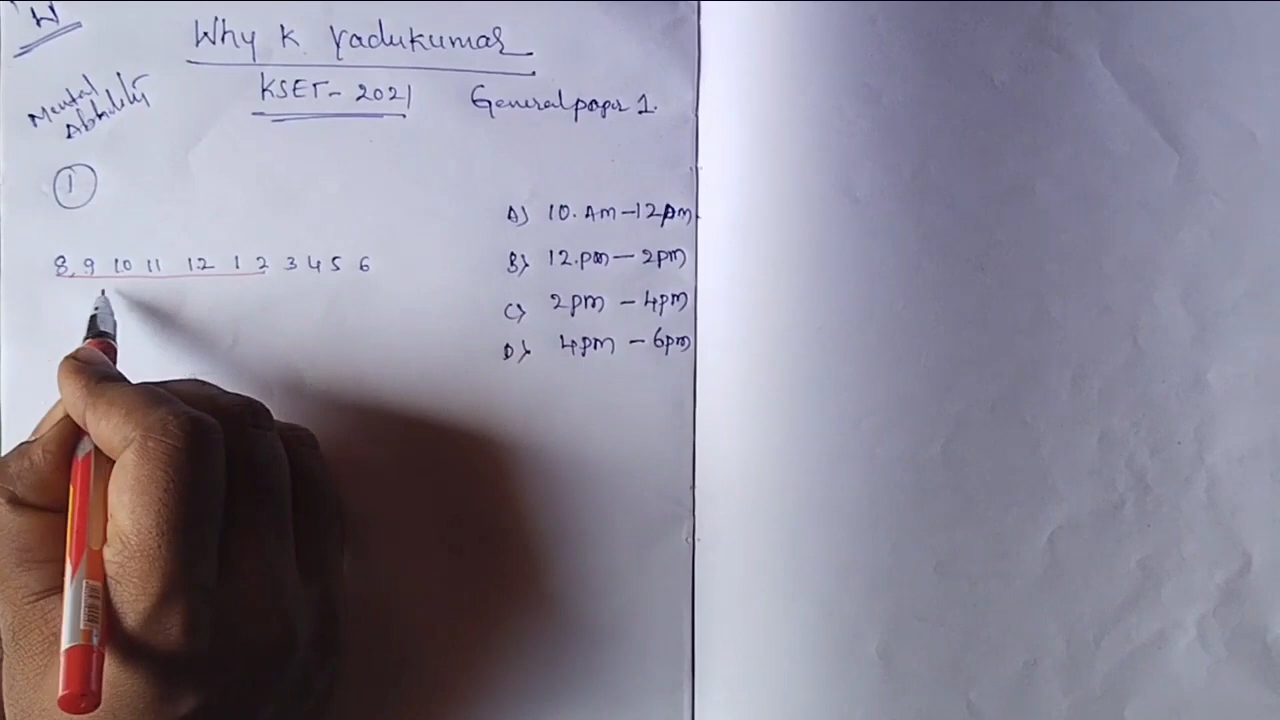 W
Why K Yadukumar
KSET- 2021
General paper 1.
Mental
Abhility
1
8 9 10 11 12 1 2 3 4 5 6
A) 10. Am - 12pm
B) 12. pm - 2pm
C) 2pm - 4pm
D) 4pm - 6pm